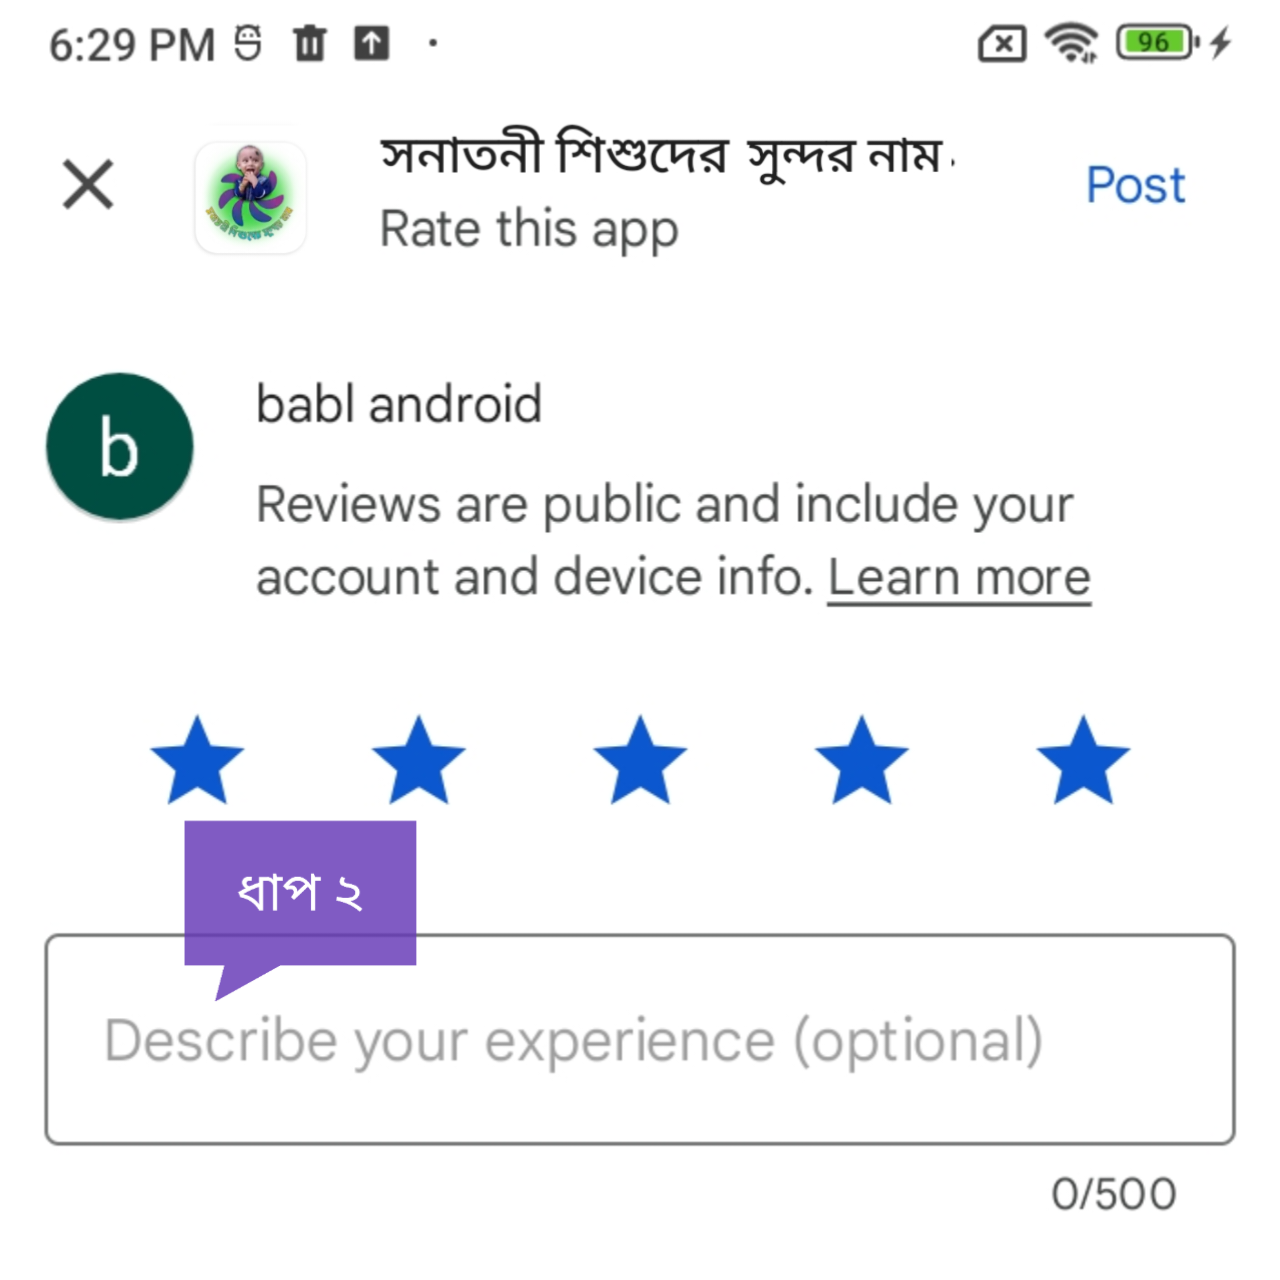 6:29 PM
96
সনাতনী শিশুদের সুন্দর নাম
Post
Rate this app
b
babl android
Reviews are public and include your
account and device info. Learn more
ধাপ ২
Describe your experience (optional)
0/500